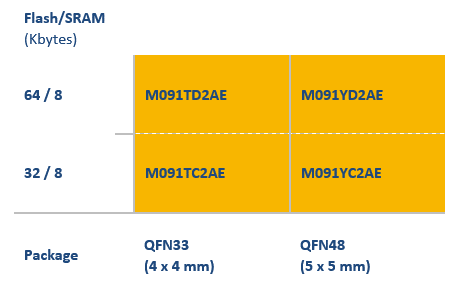 Flash/SRAM
(Kbytes)
64 / 8 M091TD2AE M091YD2AE
32 / 8 M091TC2AE M091YC2AE
Package QFN33 QFN48
(4 x 4 mm) (5 x 5 mm)